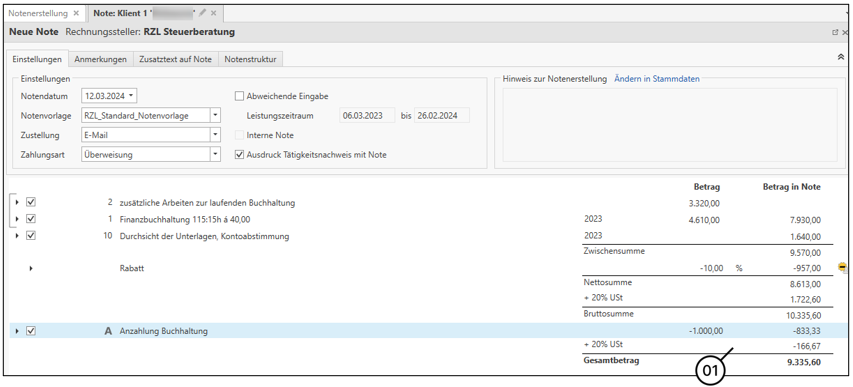 Notenerstellung × Note: Klient 1 ' ' ×
Neue Note Rechnungssteller: RZL Steuerberatung
Einstellungen Anmerkungen Zusatztext auf Note Notenstruktur
Einstellungen
Notendatum 12.03.2024 Abweichende Eingabe
Notenvorlage RZL_Standard_Notenvorlage Leistungszeitraum 06.03.2023 bis 26.02.2024
Zustellung E-Mail Interne Note
Zahlungsart Überweisung Ausdruck Tätigkeitsnachweis mit Note
Hinweis zur Notenerstellung Ändern in Stammdaten
Betrag Betrag in Note
2 zusätzliche Arbeiten zur laufenden Buchhaltung 3.320,00
1 Finanzbuchhaltung 115:15h á 40,00 2023 4.610,00 7.930,00
10 Durchsicht der Unterlagen, Kontoabstimmung 2023 1.640,00
Zwischensumme 9.570,00
Rabatt -10,00 % -957,00
Nettosumme 8.613,00
+ 20% USt 1.722,60
Bruttosumme 10.335,60
A Anzahlung Buchhaltung -1.000,00 -833,33
+ 20% USt -166,67
Gesamtbetrag 9.335,60
01